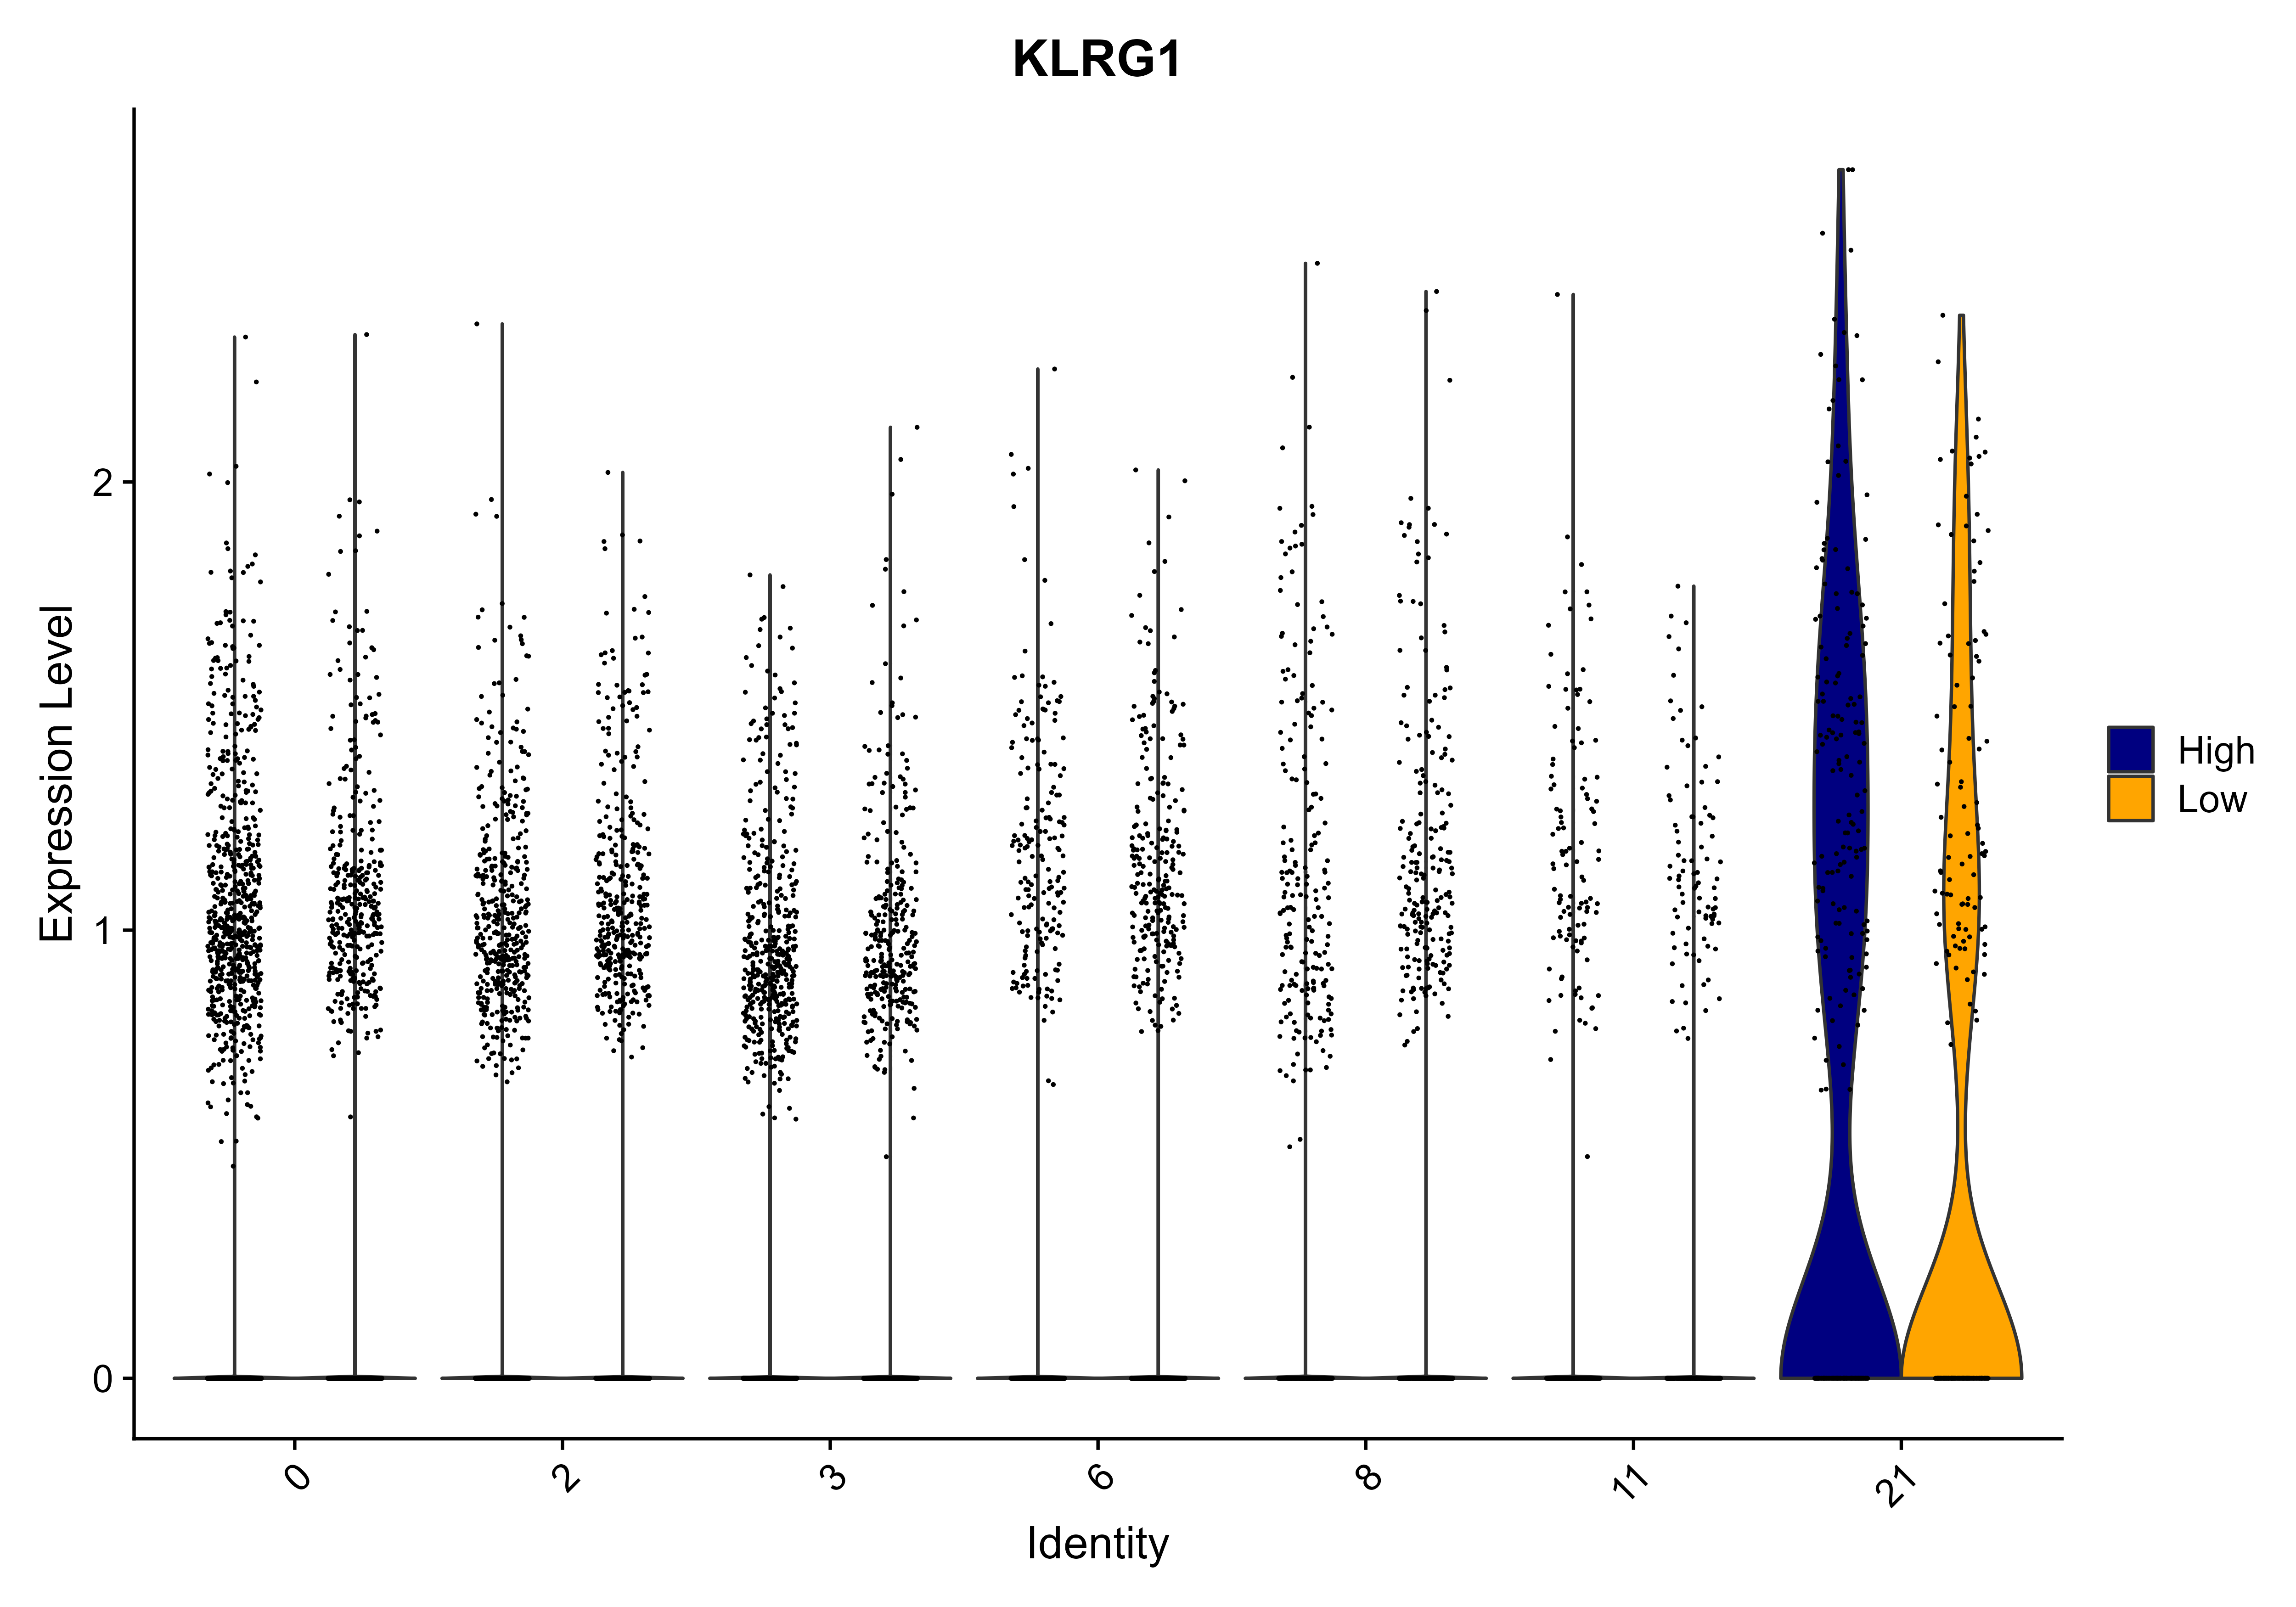 KLRG1
Expression Level
2
1
0
0 2 3 6 8 11 21
Identity
High
Low